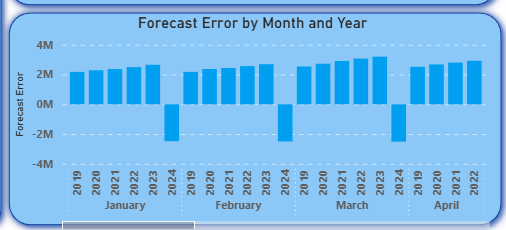 Forecast Error by Month and Year
Forecast Error
4M
2M
0M
-2M
-4M
2019 2020 2021 2022 2023 2024 2019 2020 2021 2022 2023 2024 2019 2020 2021 2022 2023 2024 2019 2020 2021 2022
January February March April